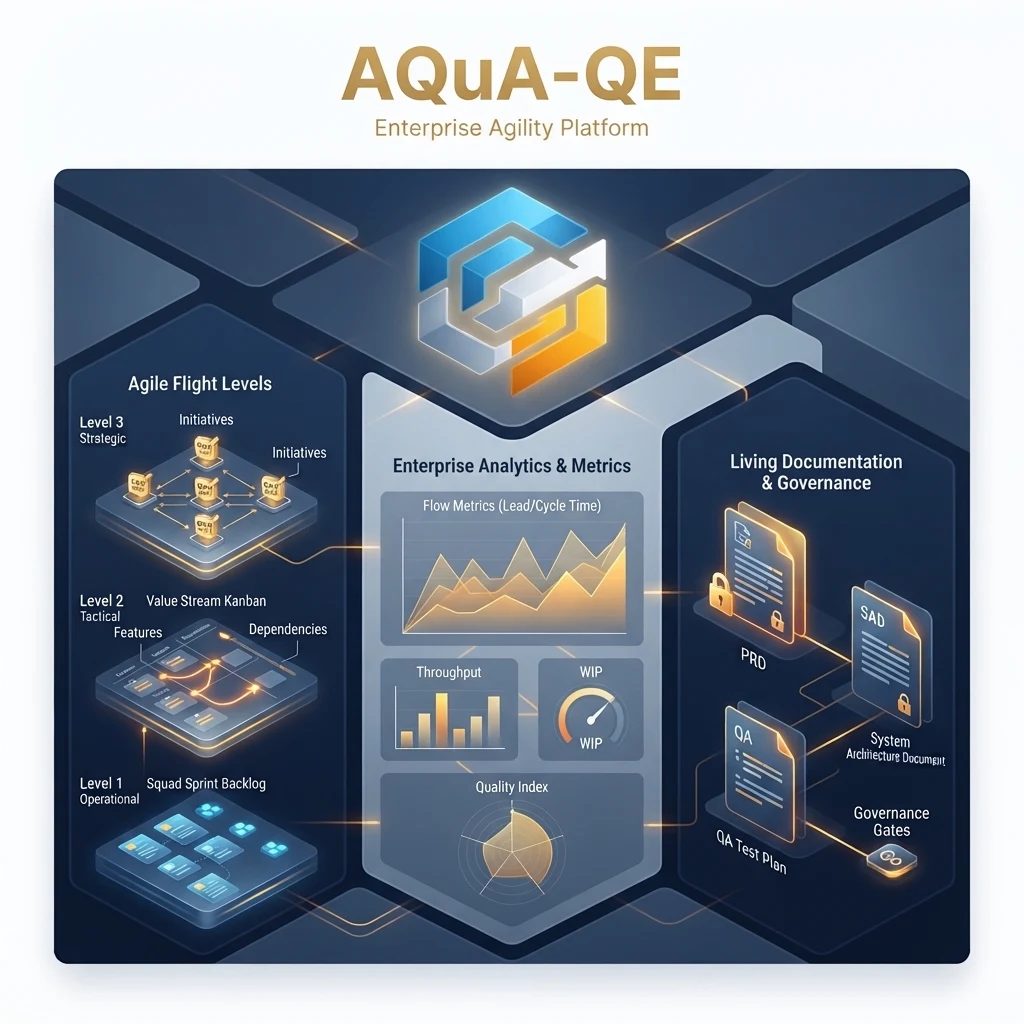 AQuA-QE
Enterprise Agility Platform
Agile Flight Levels
Level 3
Strategic
Initiatives
Initiatives
Level 2
Tactical
Value Stream Kanban
Features
Dependencies
Level 1
Operational
Squad Sprint Backlog
Enterprise Analytics & Metrics
Flow Metrics (Lead/Cycle Time)
Throughput
WIP
WIP
Quality Index
Living Documentation
& Governance
PRD
SAD
System
Architecture Document
QA
QA Test Plan
Governance
Gates